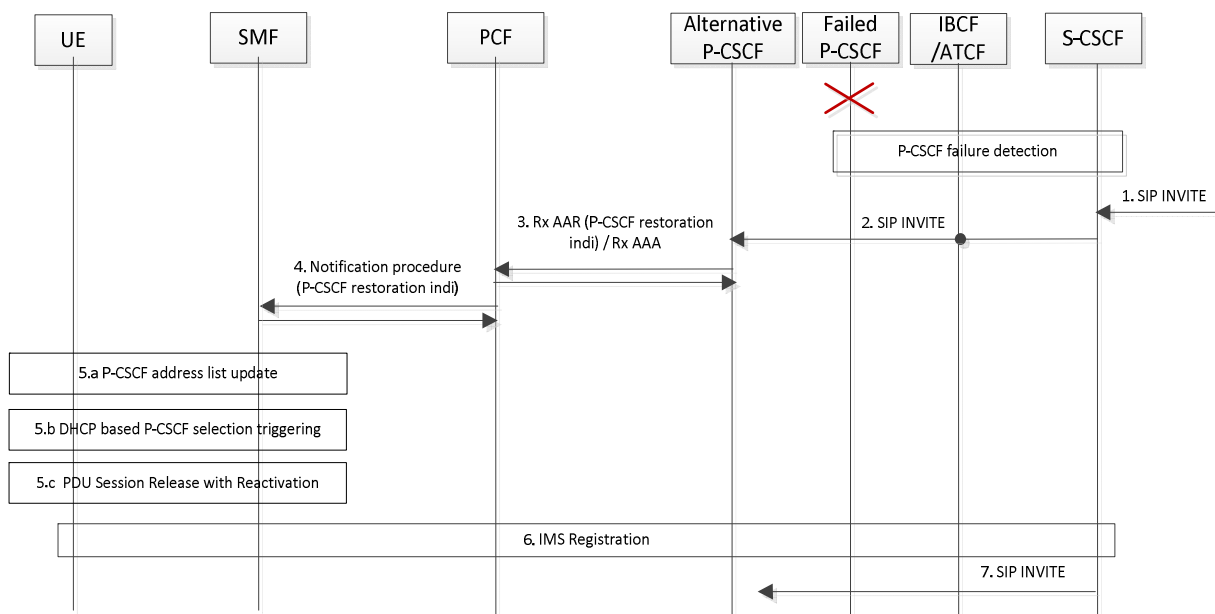 UE
SMF
PCF
Alternative
P-CSCF
Failed
P-CSCF
IBCF
/ATCF
S-CSCF
P-CSCF failure detection
1. SIP INVITE
2. SIP INVITE
3. Rx AAR (P-CSCF restoration
indi) / Rx AAA
4. Notification procedure
(P-CSCF restoration indi)
5.a P-CSCF address list update
5.b DHCP based P-CSCF selection triggering
5.c PDU Session Release with Reactivation
6. IMS Registration
7. SIP INVITE